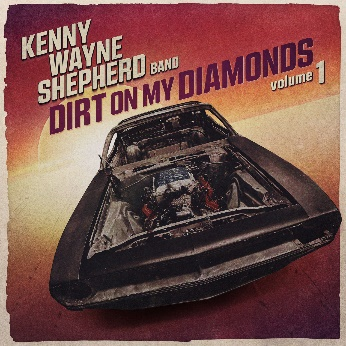 KENNY
WAYNE
SHEPHERD BAND
DIRT ON MY DIAMONDS
volume 1